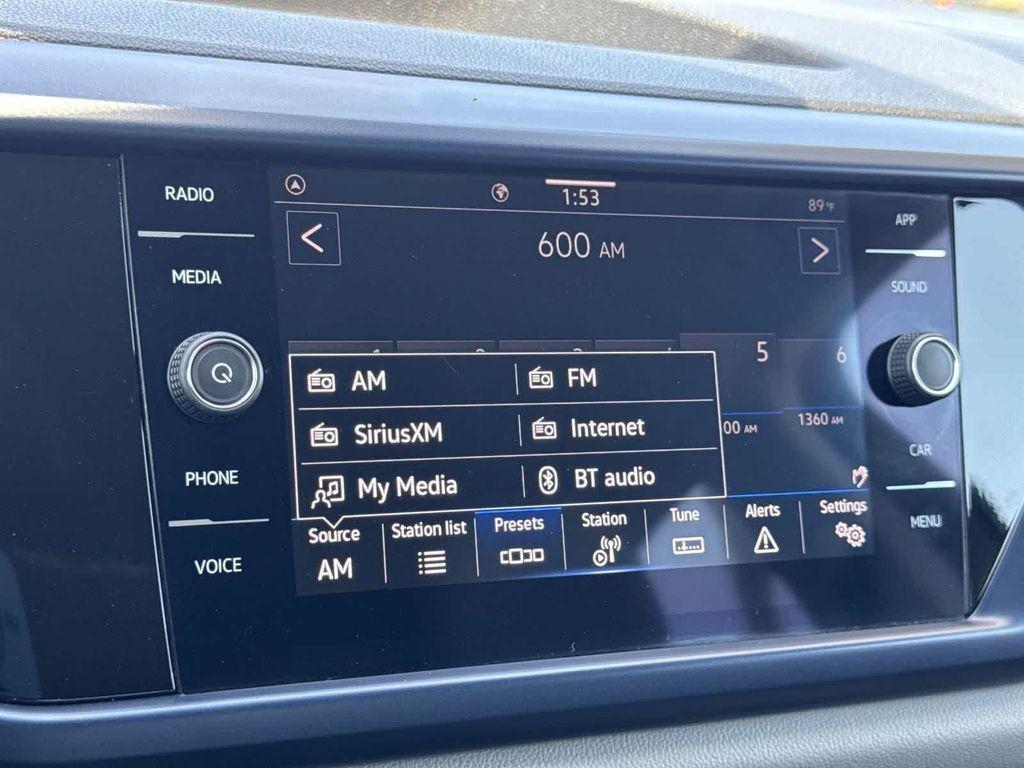 RADIO
MEDIA
PHONE
VOICE
1:53
89 °F
600 AM
5
6
1360 AM
AM
FM
SiriusXM
Internet
My Media
BT audio
Source
AM
Station list
Presets
Station
Tune
Alerts
Settings
APP
SOUND
CAR
MENU